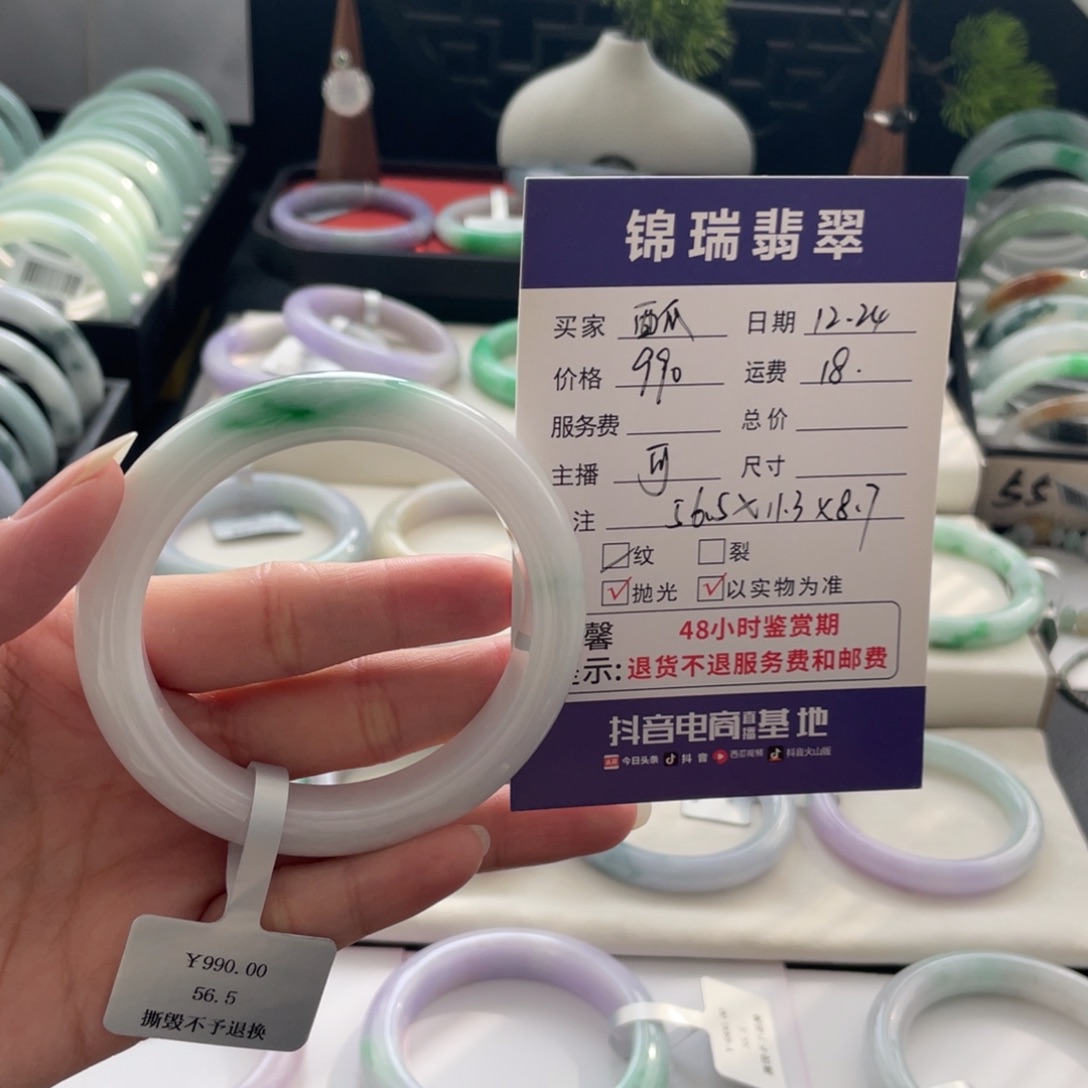 锦瑞翡翠
买家 西瓜 日期 12.24
价格 990 运费 18.
服务费 总价
主播 尺寸
注 56.5×11.3×8.7
纹 裂
抛光 以实物为准
馨 48小时鉴赏期
示: 退货不退服务费和邮费
抖音电商直播基地
今日头条 抖音 西瓜视频 抖音火山版
¥990.00
56.5
撕毁不予退换
55